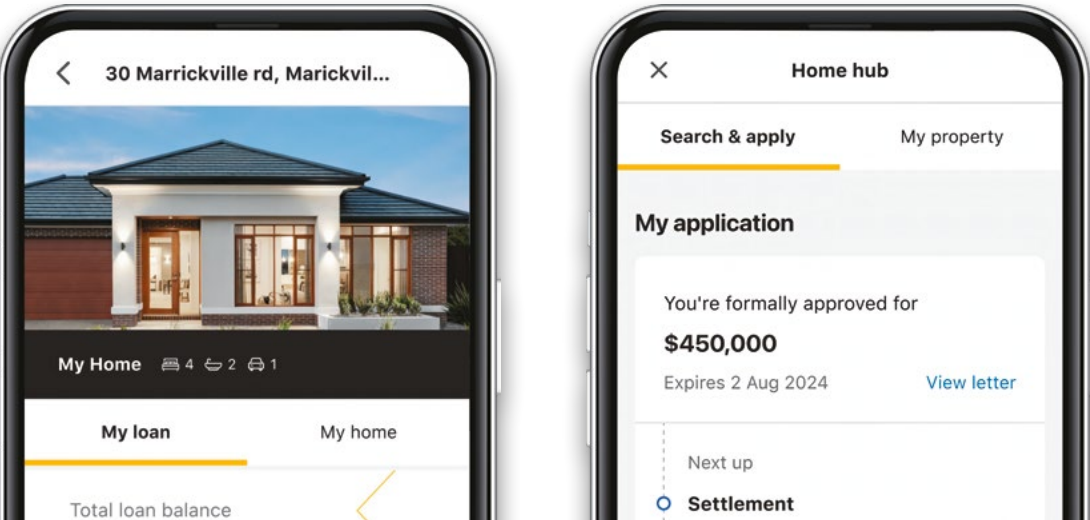 30 Marrickville rd, Marickvil...
My Home 4 2 1
My loan My home
Total loan balance
Home hub
Search & apply My property
My application
You're formally approved for
$450,000
Expires 2 Aug 2024 View letter
Next up
Settlement